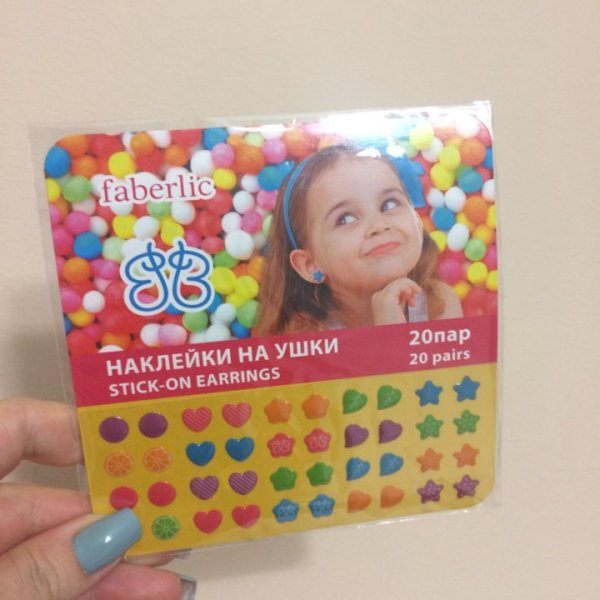 faberlic
НАКЛЕЙКИ НА УШКИ
STICK-ON EARRINGS
20пар
20 pairs